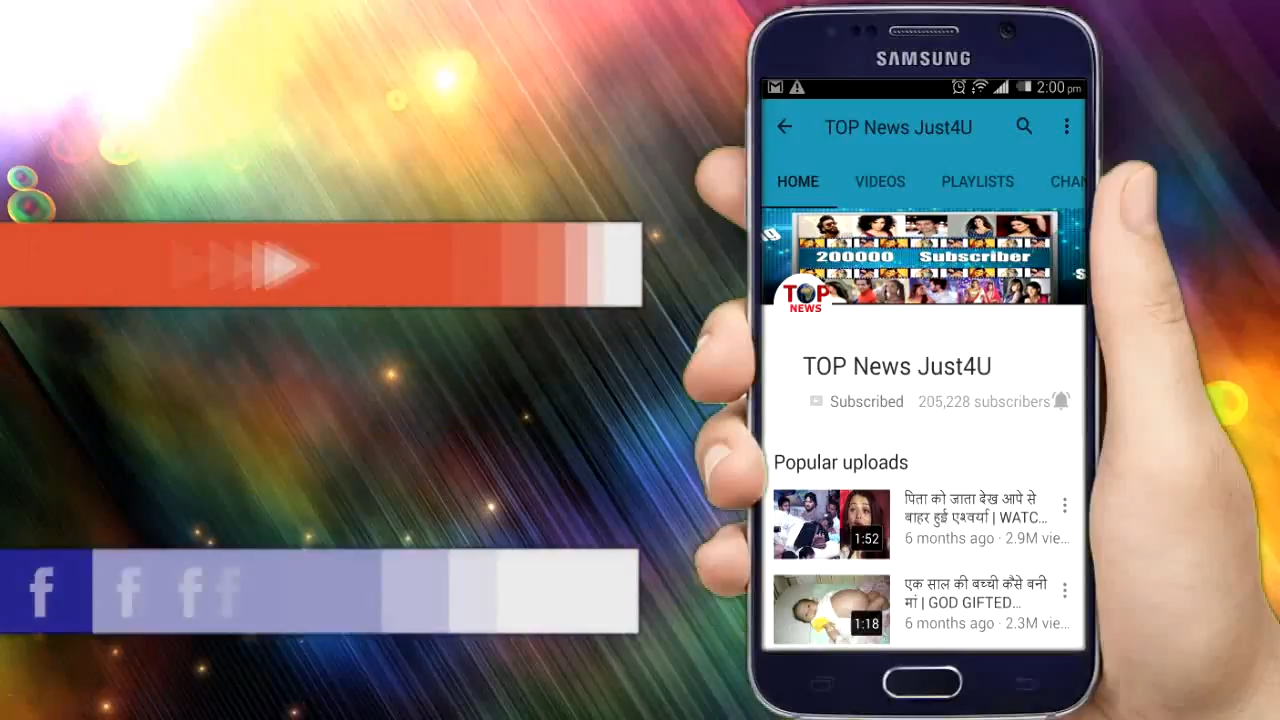 SAMSUNG
2:00 pm
TOP News Just4U
HOME VIDEOS PLAYLISTS CHAN
200000 Subscriber
TOP
NEWS
TOP News Just4U
Subscribed 205,228 subscribers
Popular uploads
पिता को जाता देख आपे से
बाहर हुई एश्वर्या | WATC...
6 months ago · 2.9M vie...
1:52
एक साल की बच्ची कैसे बनी
मां | GOD GIFTED...
6 months ago · 2.3M vie...
1:18
f f f f